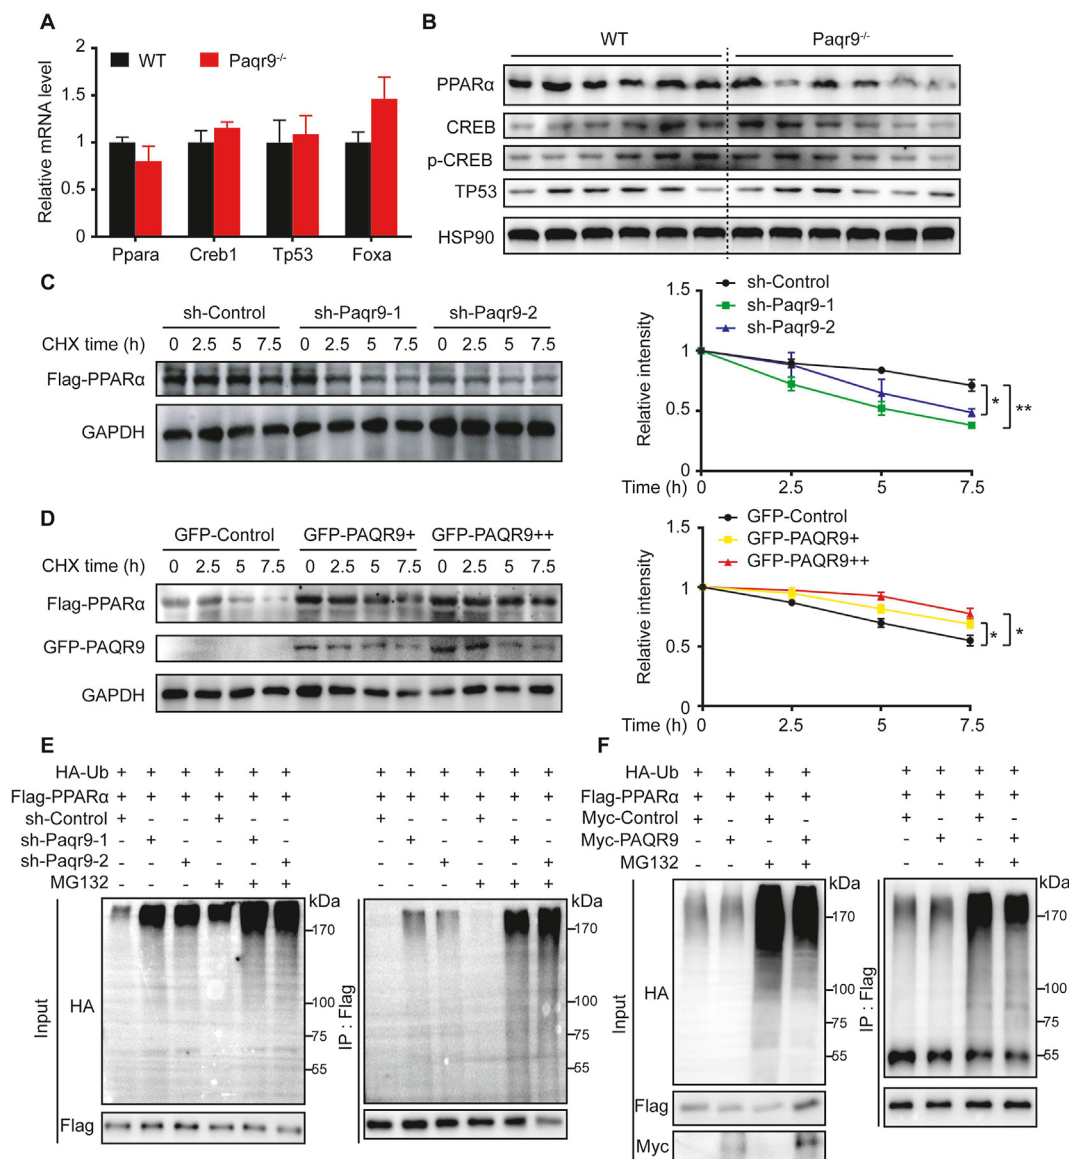 A
Relative mRNA level
2
1.5
1
0.5
0
WT
Paqr9-/-
Ppara
Creb1
Tp53
Foxa
B
WT
Paqr9-/-
PPARα
CREB
p-CREB
TP53
HSP90
C
sh-Control sh-Paqr9-1 sh-Paqr9-2
CHX time (h) 0 2.5 5 7.5 0 2.5 5 7.5 0 2.5 5 7.5
Flag-PPARα
GAPDH
sh-Control
sh-Paqr9-1
sh-Paqr9-2
Relative intensity
1.5
1
0.5
0
*
**
Time (h) 0 2.5 5 7.5
D
GFP-Control GFP-PAQR9+ GFP-PAQR9++
CHX time (h) 0 2.5 5 7.5 0 2.5 5 7.5 0 2.5 5 7.5
Flag-PPARα
GFP-PAQR9
GAPDH
GFP-Control
GFP-PAQR9+
GFP-PAQR9++
Relative intensity
1.5
1
0.5
0
*
*
Time (h) 0 2.5 5 7.5
E
HA-Ub + + + + + + + + + + + +
Flag-PPARα + + + + + + + + + + + +
sh-Control + - - + - - + - - + - -
sh-Paqr9-1 - + - - + - - + - - + -
sh-Paqr9-2 - - + - - + - - + - - +
MG132 - - - + + + - - - + + +
kDa
170
100
75
65
Input
HA
Flag
kDa
170
100
75
65
IP : Flag
F
HA-Ub + + + + + + + +
Flag-PPARα + + + + + + + +
Myc-Control + - + - + - + -
Myc-PAQR9 - + - + - + - +
MG132 - - + + - - + +
kDa
170
100
75
65
Input
HA
Flag
Myc
kDa
170
100
75
65
IP : Flag